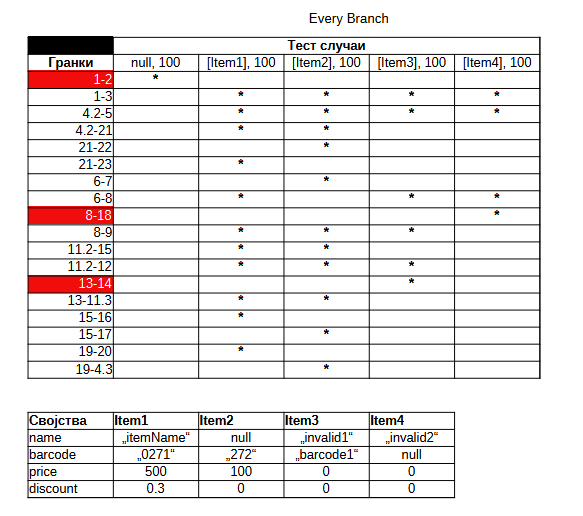 Every Branch
Тест случаи
Гранки null, 100 [Item1], 100 [Item2], 100 [Item3], 100 [Item4], 100
1-2 *
1-3 * * * *
4.2-5 * * * *
4.2-21 * *
21-22 *
21-23 *
6-7 *
6-8 * * *
8-18 *
8-9 * * *
11.2-15 * *
11.2-12 * * *
13-14 *
13-11.3 * *
15-16 *
15-17 *
19-20 *
19-4.3 *
Својства Item1 Item2 Item3 Item4
name „itemName“ null „invalid1“ „invalid2“
barcode „0271“ „272“ „barcode1“ null
price 500 100 0 0
discount 0.3 0 0 0